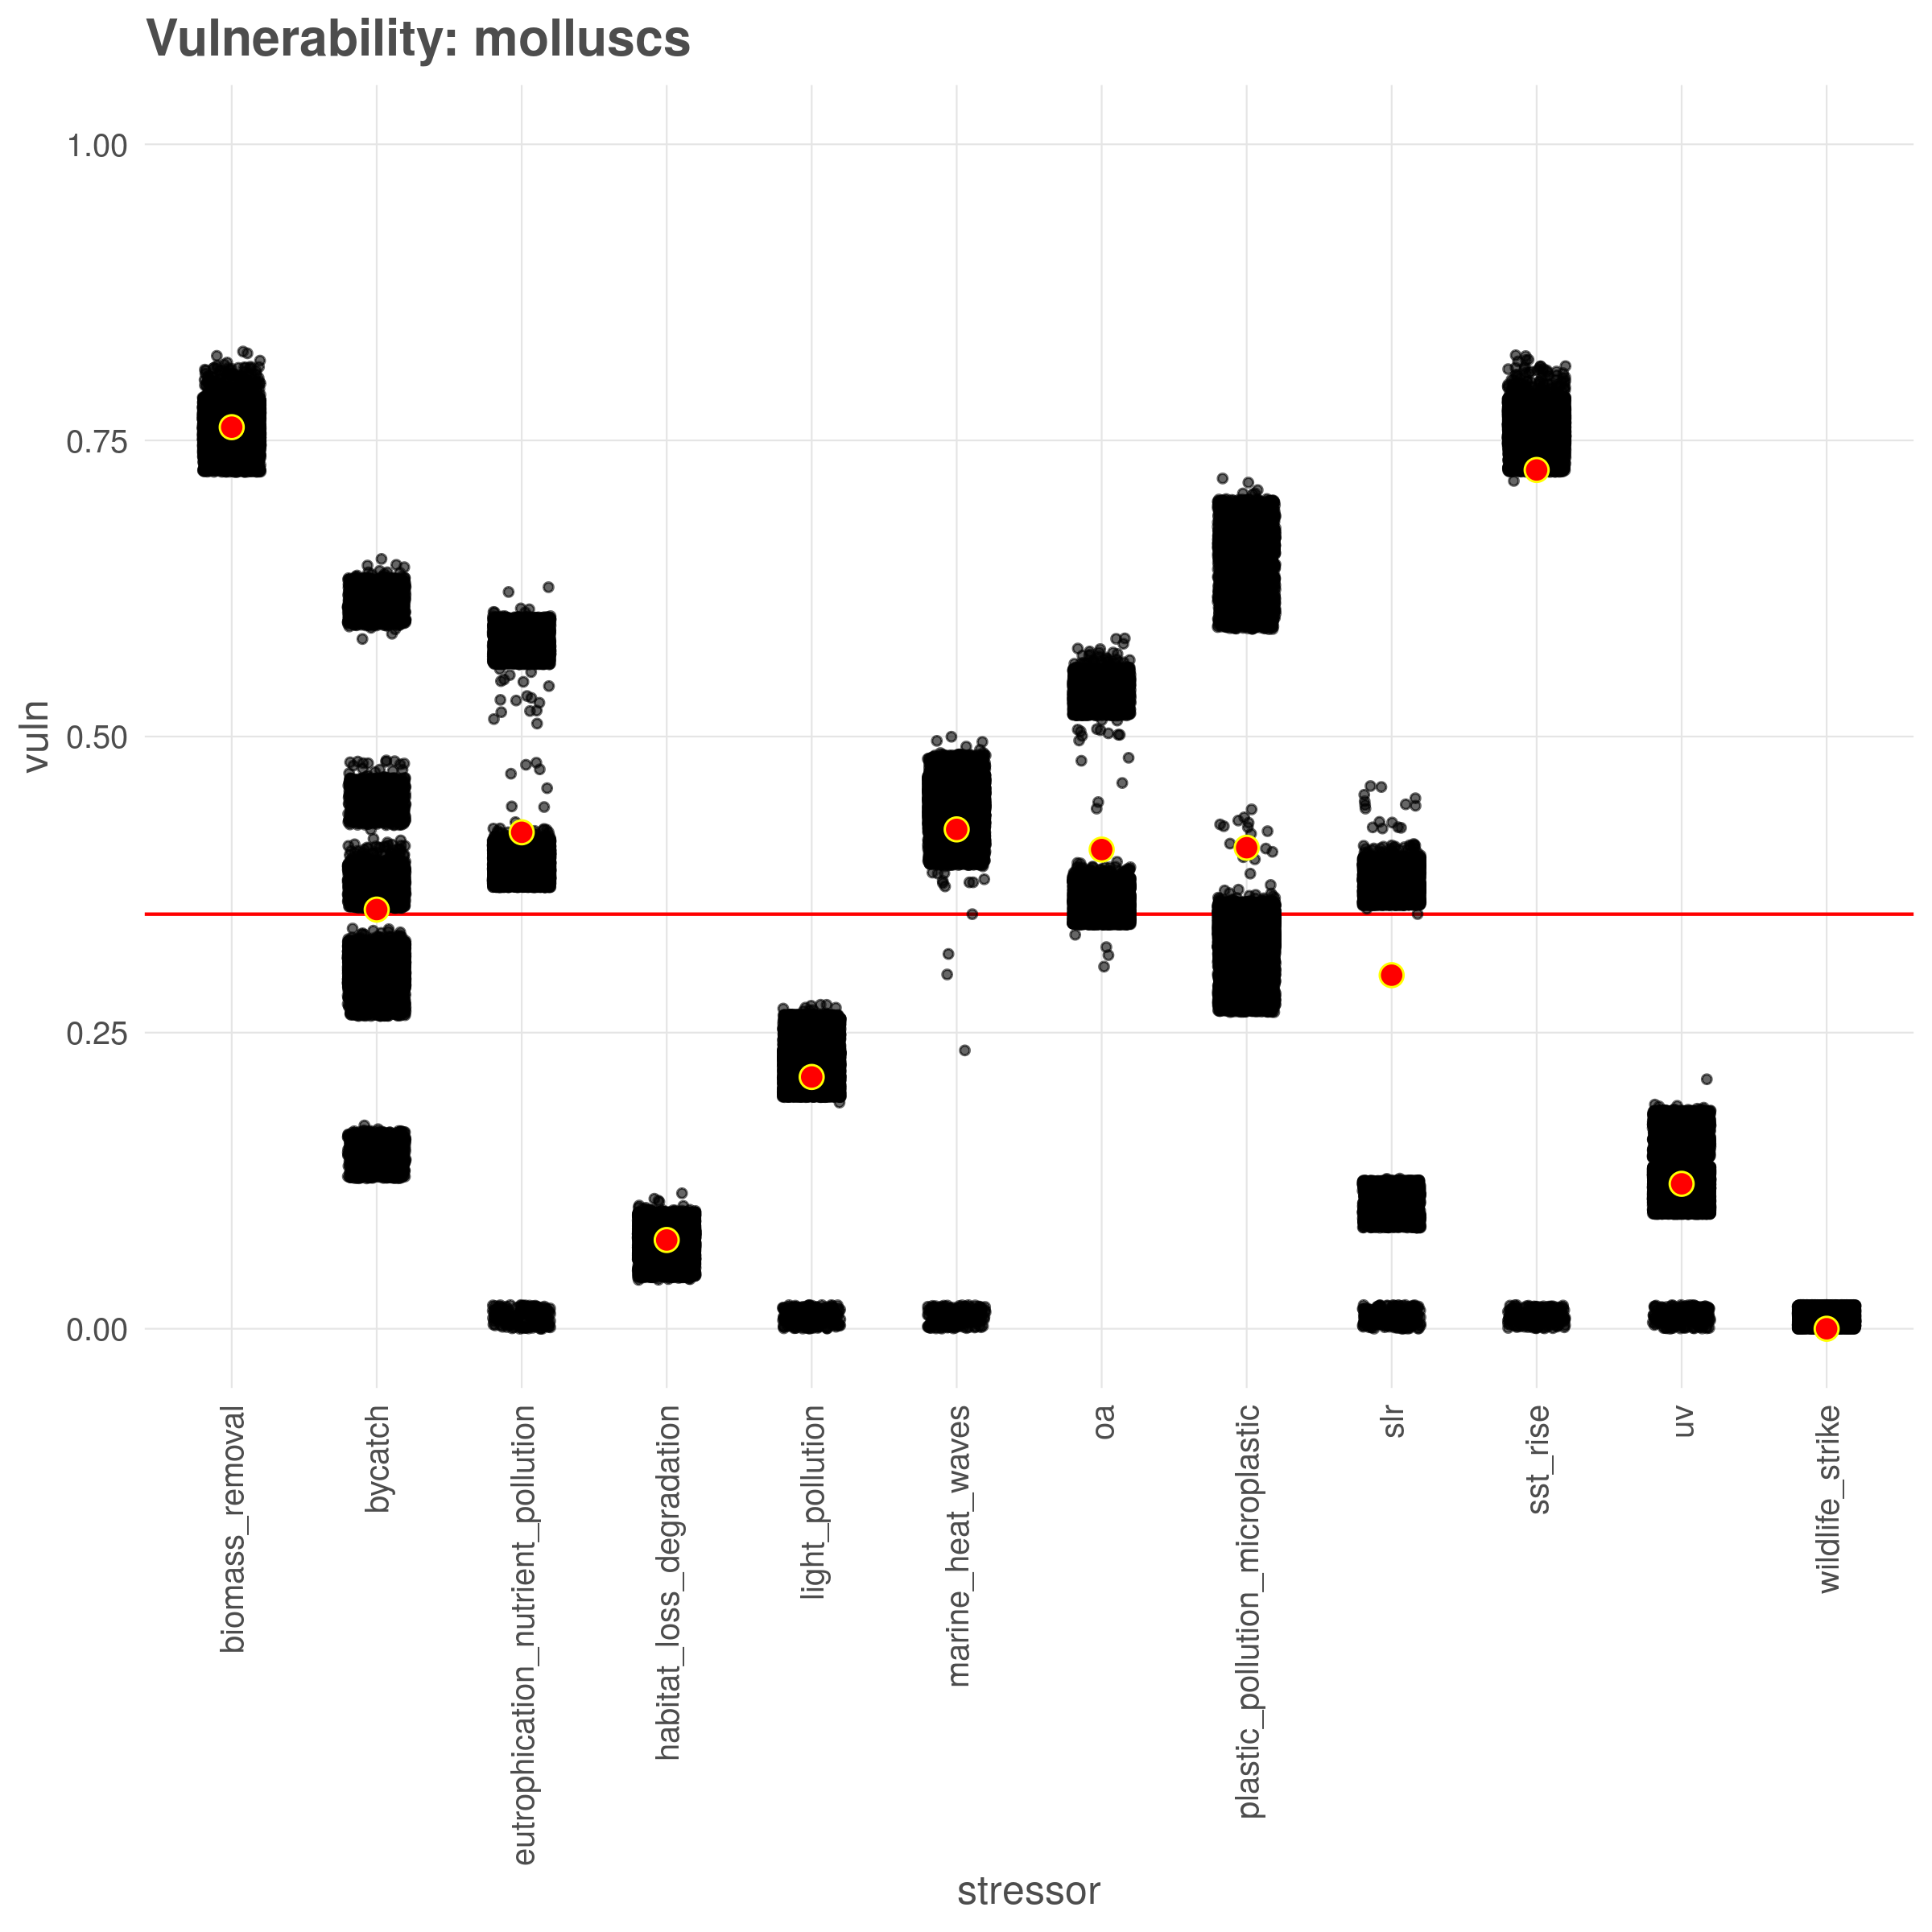 Vulnerability: molluscs
1.00
0.75
0.50
0.25
0.00
vuln
biomass_removal
bycatch
eutrophication_nutrient_pollution
habitat_loss_degradation
light_pollution
marine_heat_waves
oa
plastic_pollution_microplastic
slr
sst_rise
uv
wildlife_strike
stressor